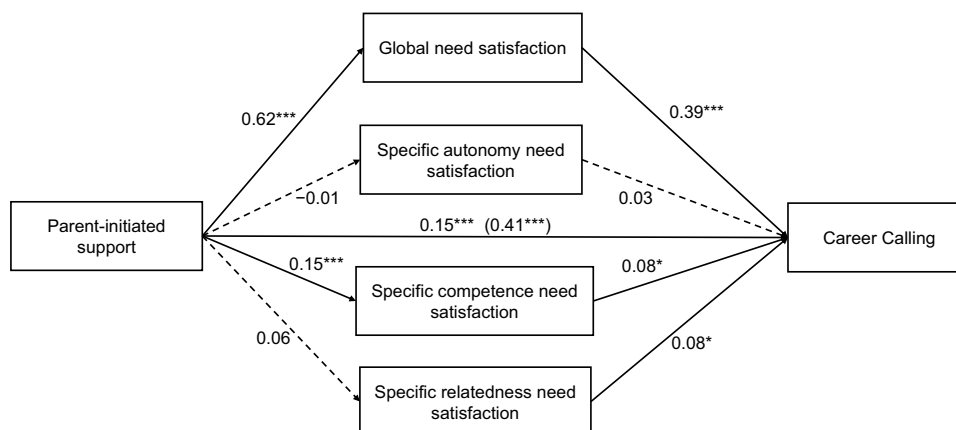 Global need satisfaction
0.62***
0.39***
Specific autonomy need
satisfaction
−0.01
0.03
Parent-initiated
support
0.15***  (0.41***)
Career Calling
0.15***
Specific competence need
satisfaction
0.08*
0.06
Specific relatedness need
satisfaction
0.08*